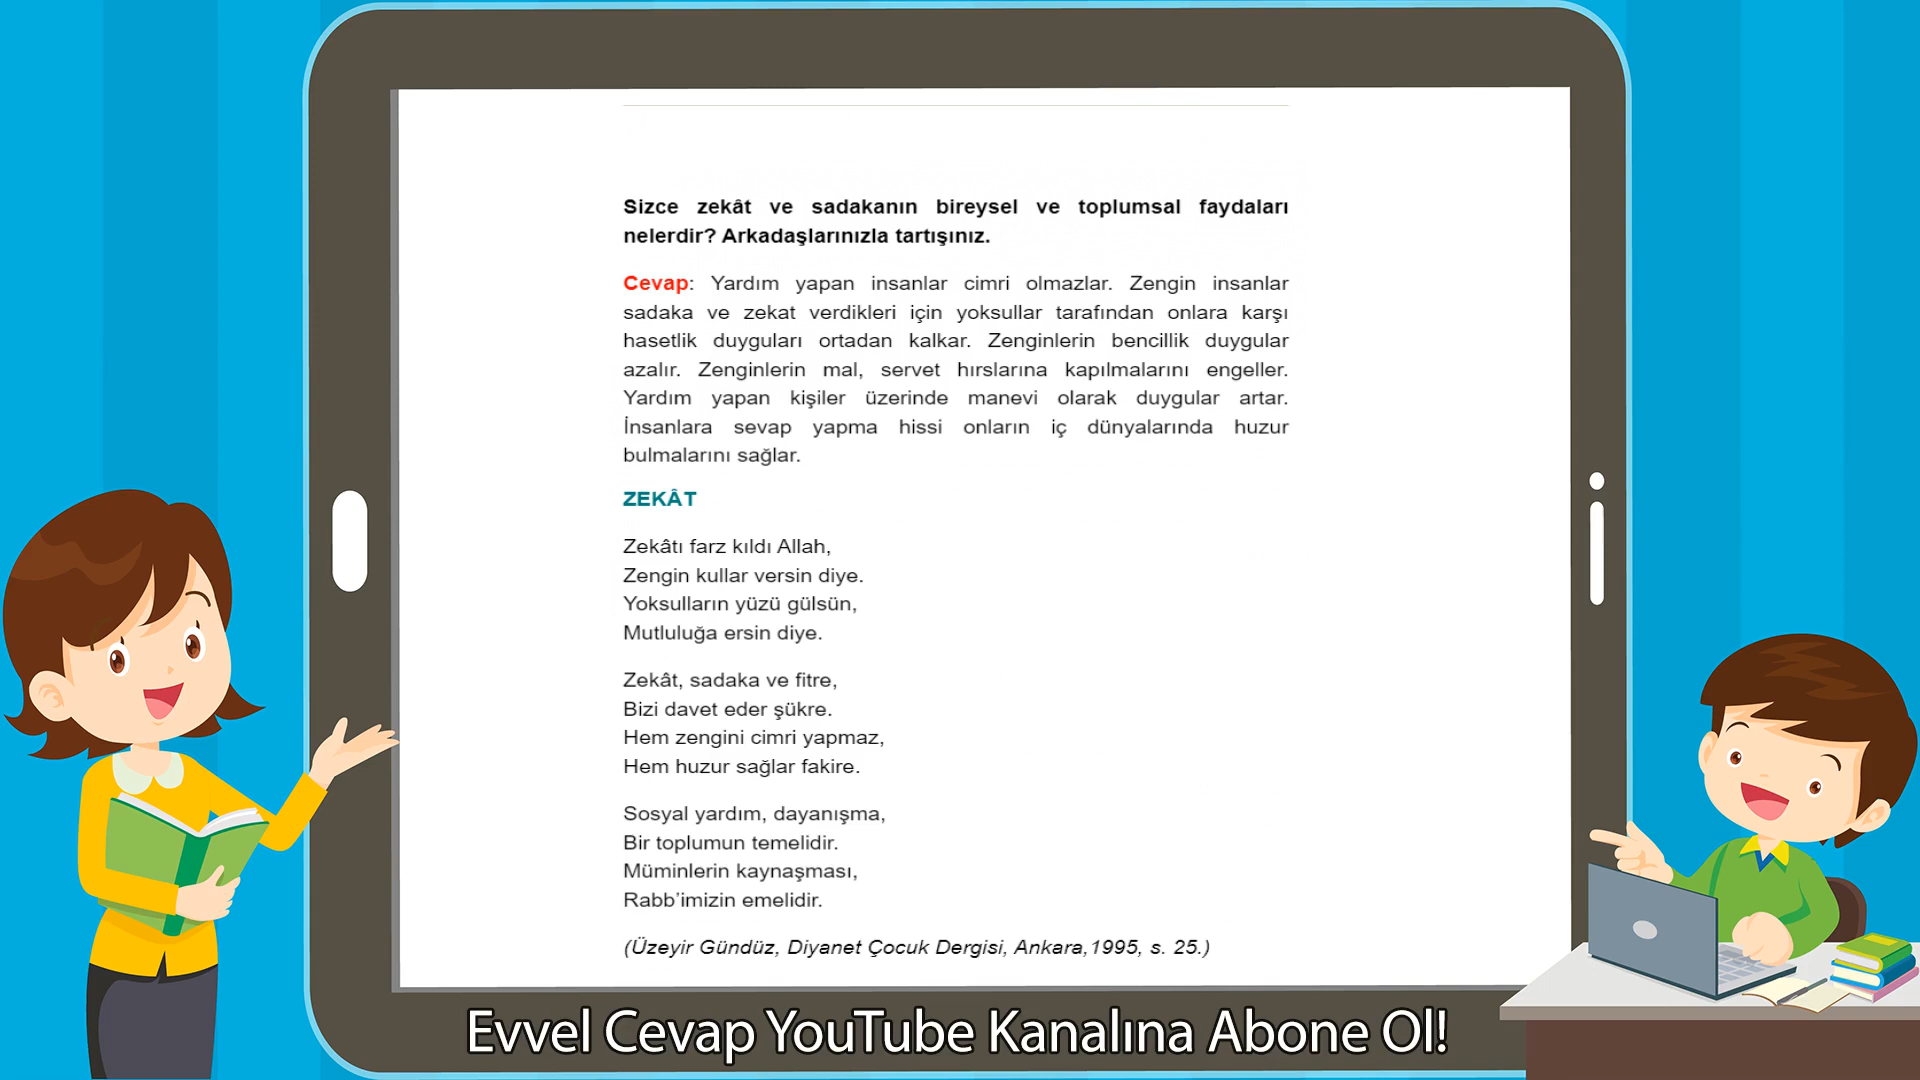 Sizce zekât ve sadakanın bireysel ve toplumsal faydaları
nelerdir? Arkadaşlarınızla tartışınız.
Cevap: Yardım yapan insanlar cimri olmazlar. Zengin insanlar
sadaka ve zekat verdikleri için yoksullar tarafından onlara karşı
hasetlik duyguları ortadan kalkar. Zenginlerin bencillik duygular
azalır. Zenginlerin mal, servet hırslarına kapılmalarını engeller.
Yardım yapan kişiler üzerinde manevi olarak duygular artar.
İnsanlara sevap yapma hissi onların iç dünyalarında huzur
bulmalarını sağlar.
ZEKÂT
Zekâtı farz kıldı Allah,
Zengin kullar versin diye.
Yoksulların yüzü gülsün,
Mutluluğa ersin diye.
Zekât, sadaka ve fitre,
Bizi davet eder şükre.
Hem zengini cimri yapmaz,
Hem huzur sağlar fakire.
Sosyal yardım, dayanışma,
Bir toplumun temelidir.
Müminlerin kaynaşması,
Rabb’imizin emelidir.
(Üzeyir Gündüz, Diyanet Çocuk Dergisi, Ankara,1995, s. 25.)
Evvel Cevap YouTube Kanalına Abone Ol!